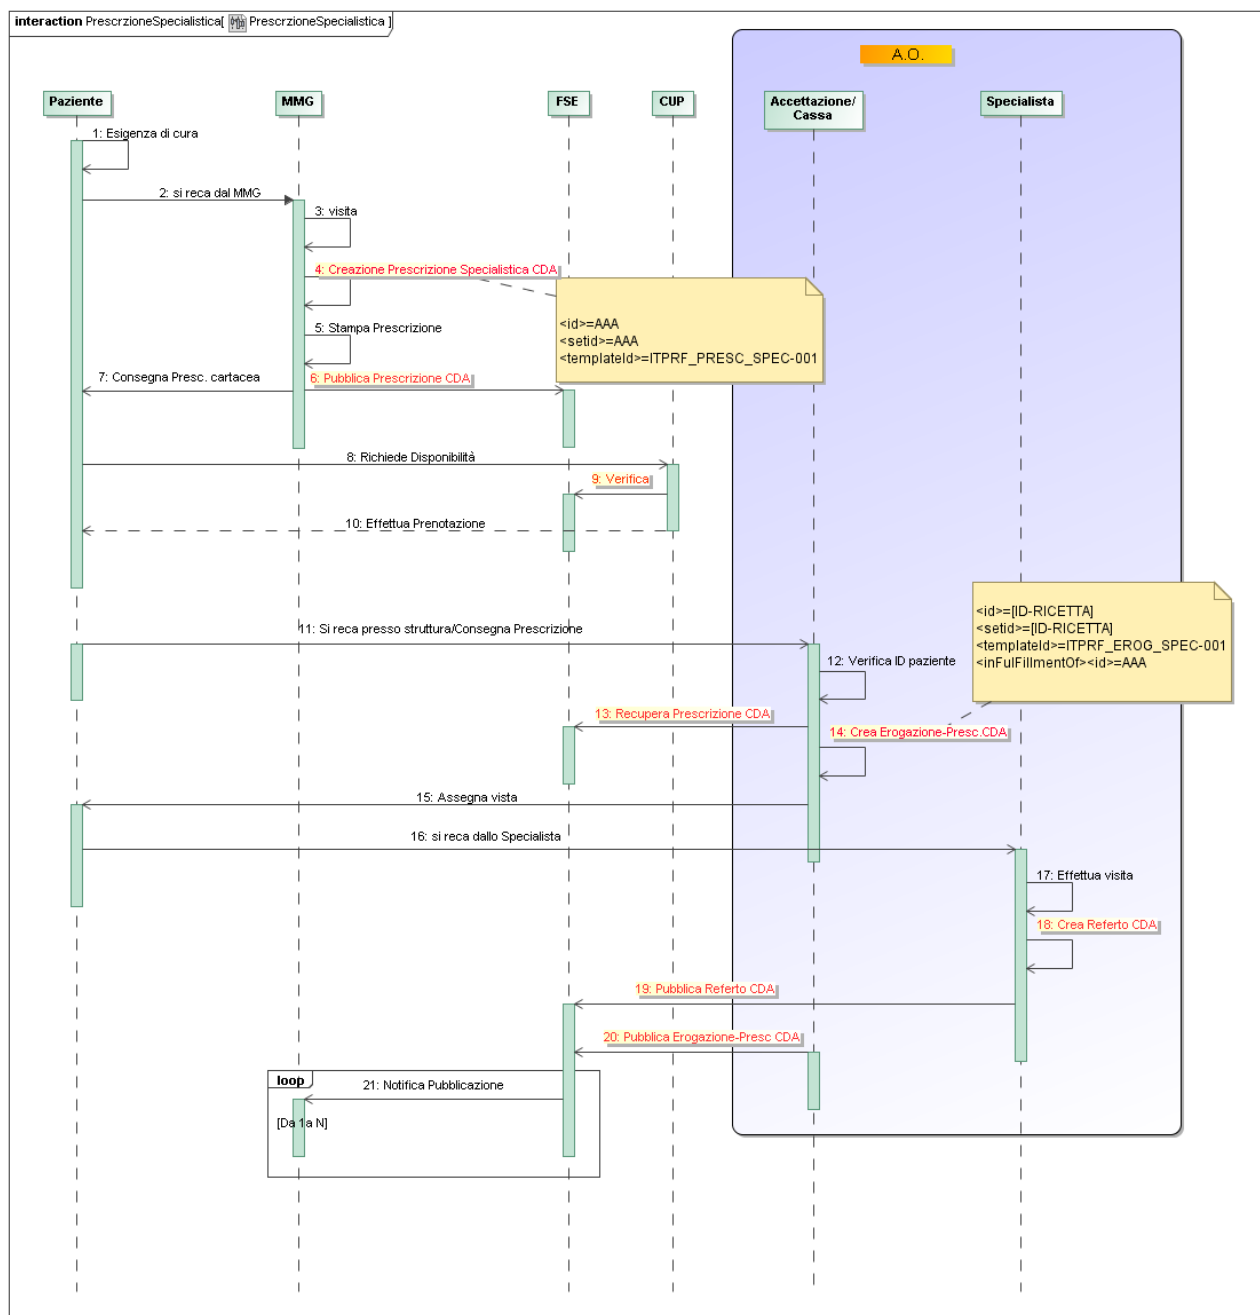 interaction PrescrzioneSpecialistica[ PrescrzioneSpecialistica ]
A.O.
Paziente
MMG
FSE
CUP
Accettazione/
Cassa
Specialista
1: Esigenza di cura
2: si reca dal MMG
3: visita
4: Creazione Prescrizione Specialistica CDA
<id>=AAA
<setid>=AAA
<templateId>=ITPRF_PRESC_SPEC-001
5: Stampa Prescrizione
7: Consegna Presc. cartacea
6: Pubblica Prescrizione CDA
8: Richiede Disponibilità
9: Verifica
10: Effettua Prenotazione
<id>=[ID-RICETTA]
<setid>=[ID-RICETTA]
<templateId>=ITPRF_EROG_SPEC-001
<inFulFillmentOf><id>=AAA
11: Si reca presso struttura/Consegna Prescrizione
12: Verifica ID paziente
13: Recupera Prescrizione CDA
14: Crea Erogazione-Presc.CDA
15: Assegna vista
16: si reca dallo Specialista
17: Effettua visita
18: Crea Referto CDA
19: Pubblica Referto CDA
20: Pubblica Erogazione-Presc CDA
loop
21: Notifica Pubblicazione
[Da 1a N]